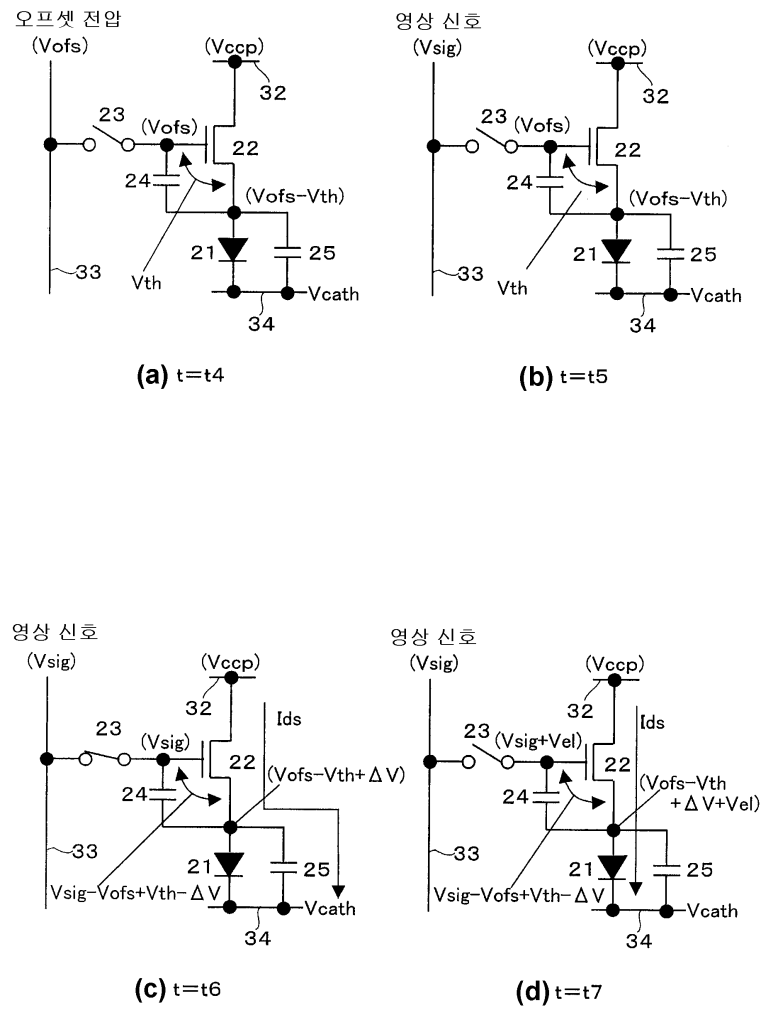 오프셋 전압
(Vofs)
(Vccp)
32
23
(Vofs)
22
24
(Vofs-Vth)
21
25
33
Vth
Vcath
34
(a) t=t4
영상 신호
(Vsig)
(Vccp)
32
23
(Vofs)
22
24
(Vofs-Vth)
21
25
33
Vth
Vcath
34
(b) t=t5
영상 신호
(Vsig)
(Vccp)
32
Ids
23
(Vsig)
22
(Vofs-Vth+ΔV)
24
33
21
25
Vsig-Vofs+Vth-ΔV
Vcath
34
(c) t=t6
영상 신호
(Vsig)
(Vccp)
32
Ids
23
(Vsig+Vel)
22
(Vofs-Vth
+ΔV+Vel)
24
33
21
25
Vsig-Vofs+Vth-ΔV
Vcath
34
(d) t=t7